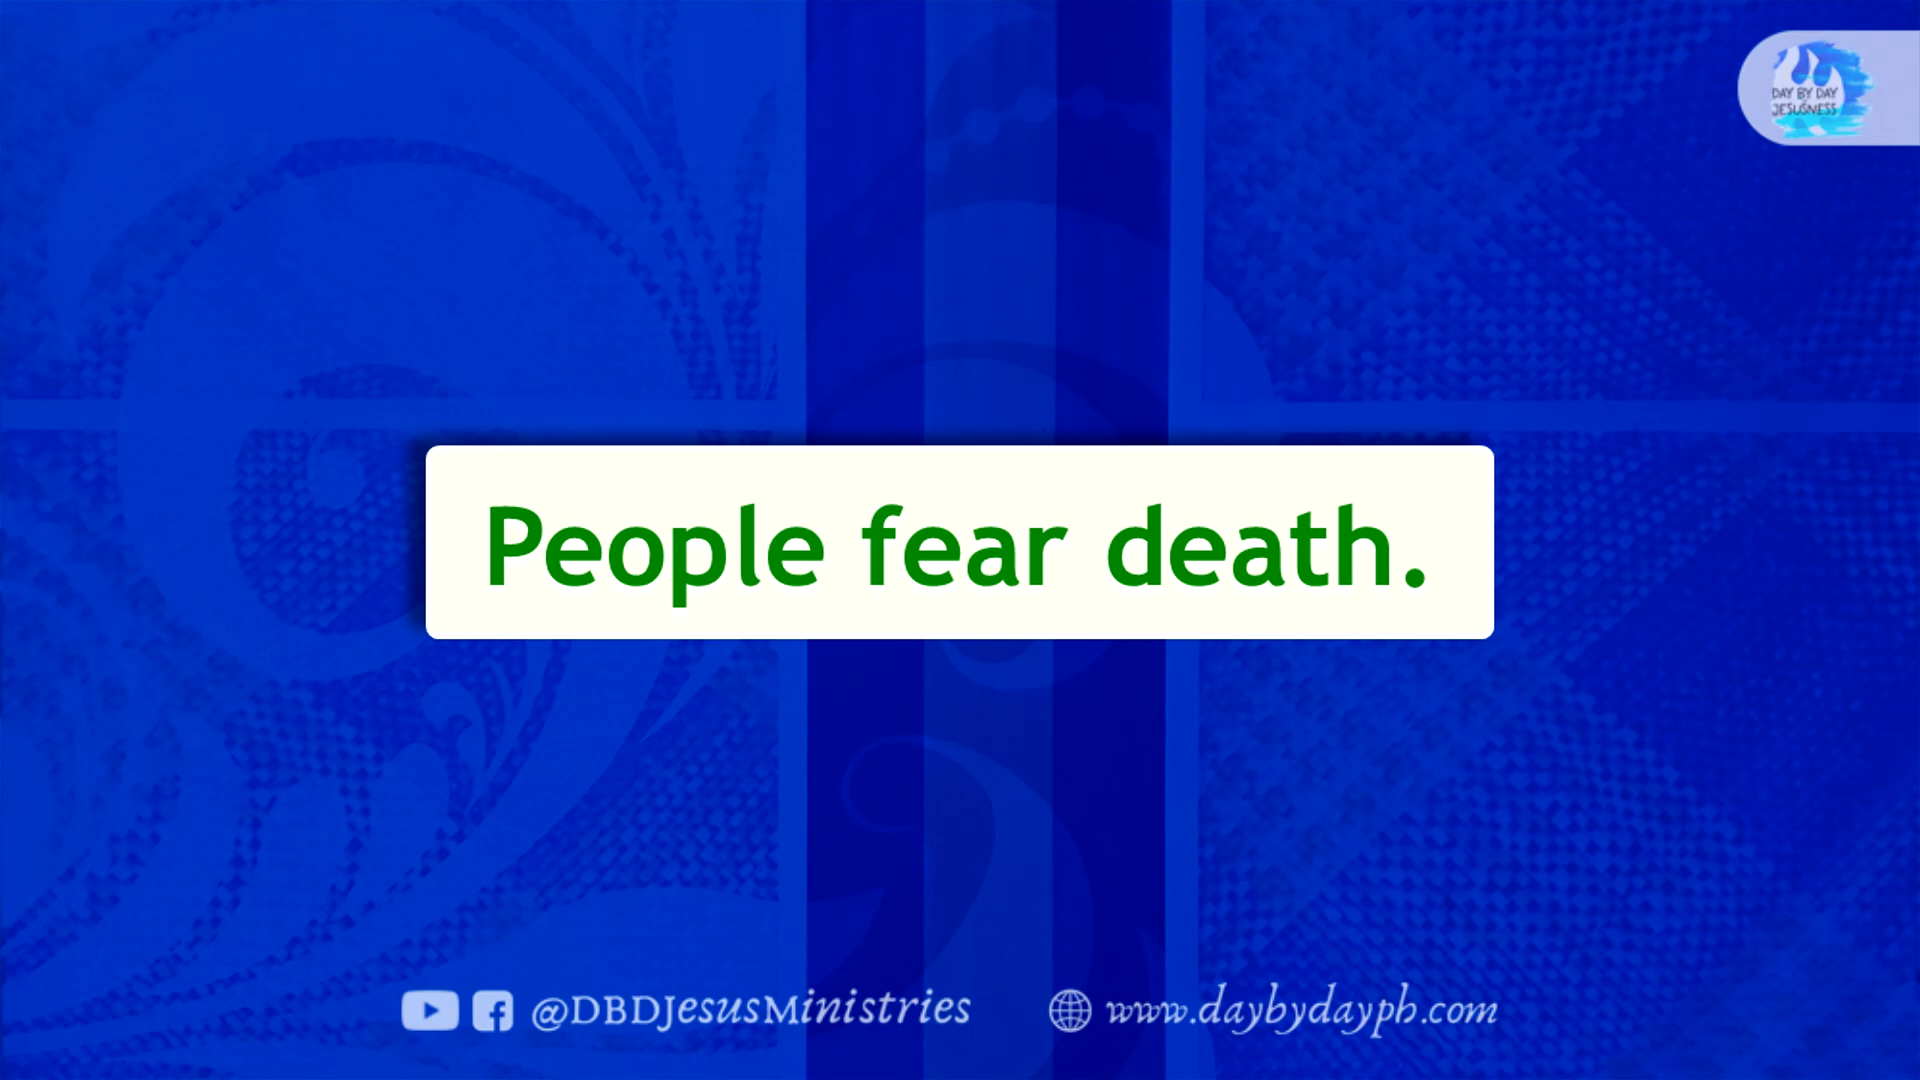 DAY BY DAY
JESUSNESS
People fear death.
@DBDJesusMinistries
www.daybydayph.com